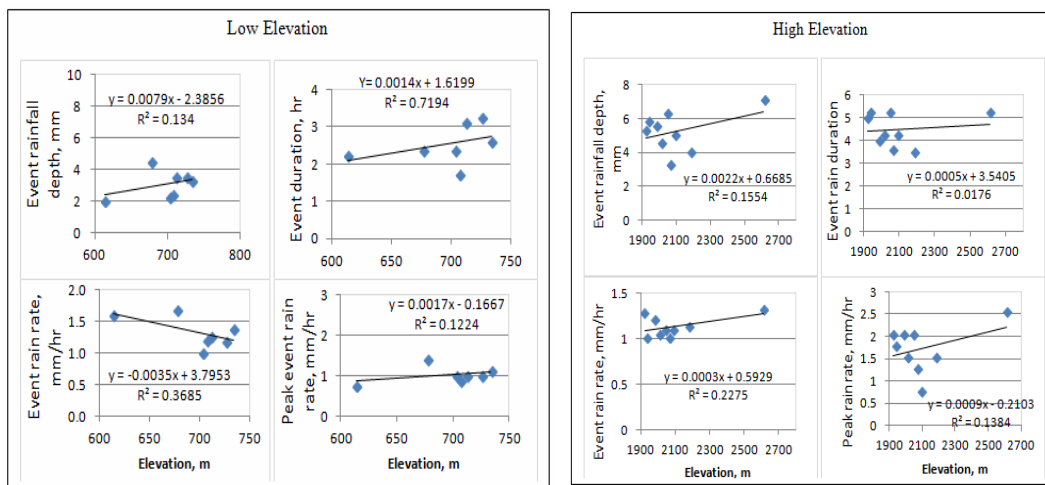 Low Elevation
Event rainfall
depth, mm
10
8
6
4
2
0
y = 0.0079x - 2.3856
R² = 0.134
600
700
800
Event duration, hr
4
3
2
1
0
Y= 0.0014x + 1.6199
R² = 0.7194
600
650
700
750
Event rain rate,
mm/hr
2.0
1.5
1.0
0.5
0.0
y = -0.0035x + 3.7953
R² = 0.3685
600
650
700
750
Elevation, m
Peak event rain
rate, mm/hr
3
2
1
0
y = 0.0017x - 0.1667
R² = 0.1224
600
650
700
750
Elevation, m
High Elevation
Event rainfall depth,
mm
8
6
4
2
0
y = 0.0022x + 0.6685
R² = 0.1554
1900
2100
2300
2500
2700
Event rain duration
6
5
4
3
2
1
0
y = 0.0005x + 3.5405
R² = 0.0176
1900
2100
2300
2500
2700
Event rain rate, mm/hr
1.5
1
0.5
0
y = 0.0003x + 0.5929
R² = 0.2275
1900
2100
2300
2500
2700
Elevation, m
Peak rain rate, mm/hr
3
2.5
2
1.5
1
0.5
0
y = 0.0009x - 0.2103
R² = 0.1384
1900
2100
2300
2500
2700
Elevation, m